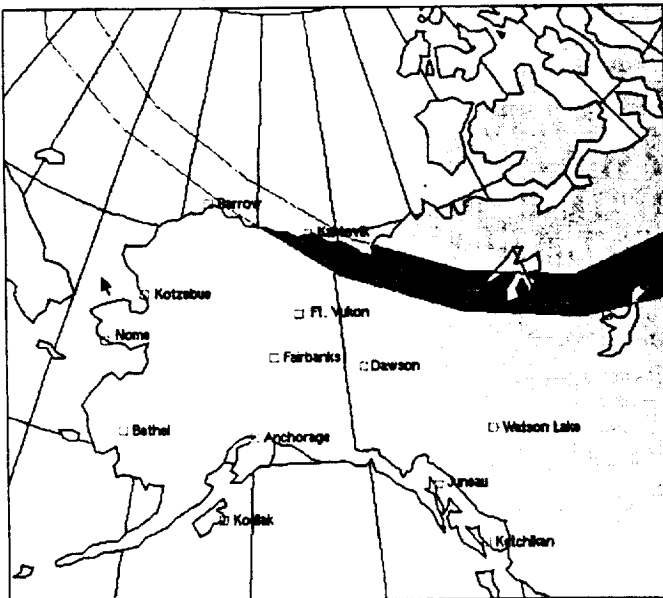 Barrow
Kaktovik
Kotzebue
Ft. Yukon
Nome
Fairbanks
Dawson
Bethel
Anchorage
Watson Lake
Juneau
Kodiak
Ketchikan